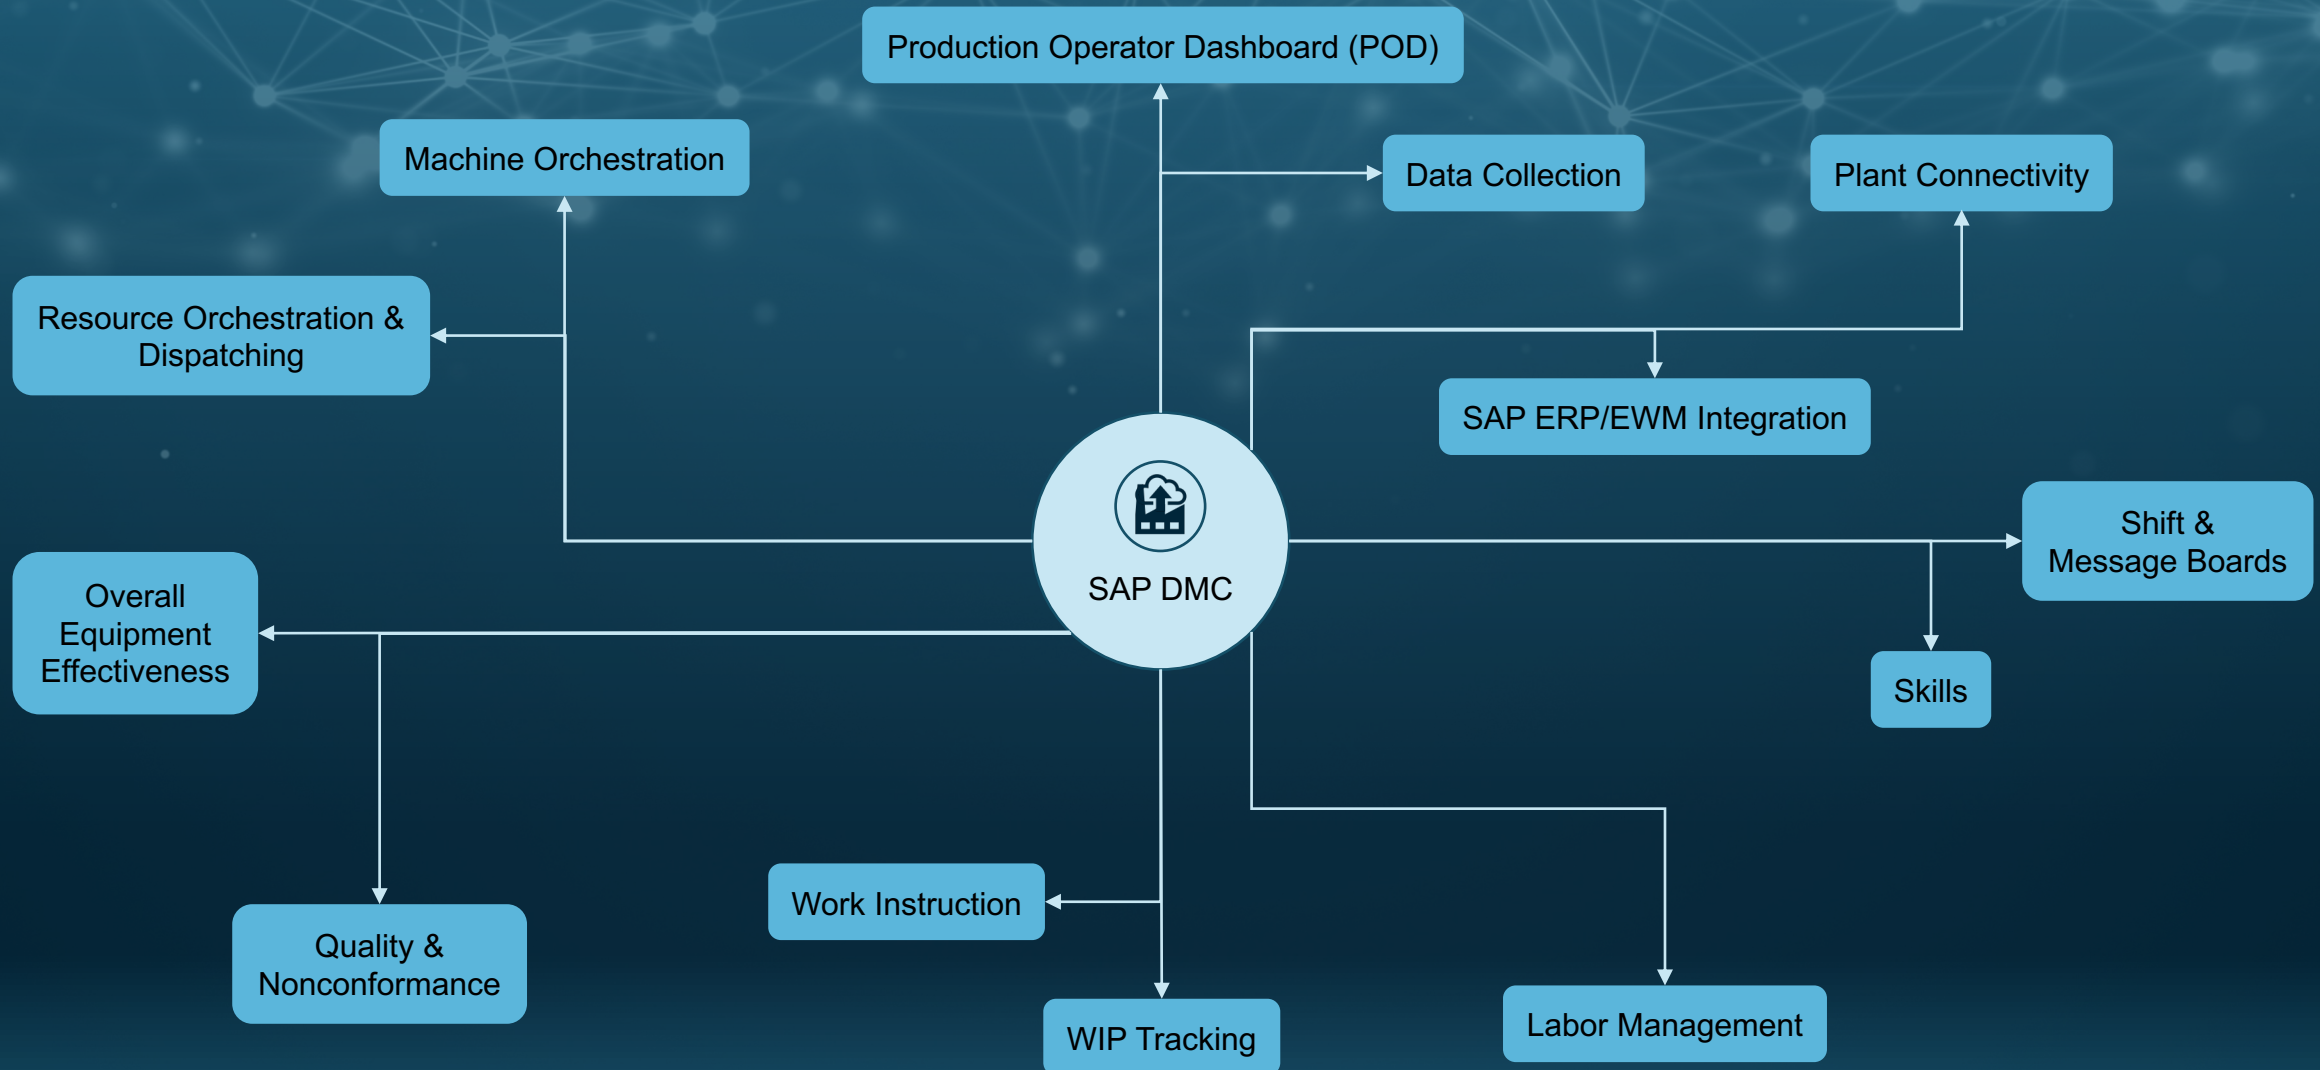 Production Operator Dashboard (POD)
Machine Orchestration
Data Collection
Plant Connectivity
Resource Orchestration &
Dispatching
SAP ERP/EWM Integration
Shift &
Message Boards
SAP DMC
Overall
Equipment
Effectiveness
Skills
Work Instruction
Quality &
Nonconformance
WIP Tracking
Labor Management